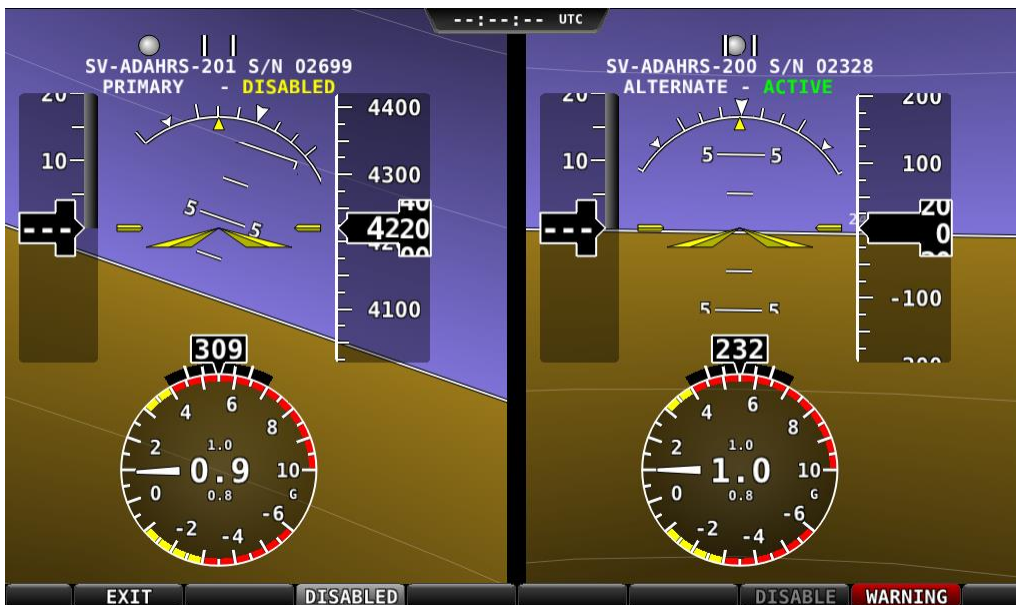 --:--:-- UTC
SV-ADAHRS-201 S/N 02699
PRIMARY - DISABLED
20
10
---
5 5
4400
4300
4220
4100
309
4 6 8
2 1.0
0.9 10
0 0.8 G
-2 -4 -6
SV-ADAHRS-200 S/N 02328
ALTERNATE - ACTIVE
20
10
---
5 5
5 5
200
100
20
0
-100
232
4 6 8
2 1.0
1.0 10
0 0.8 G
-2 -4 -6
EXIT DISABLED DISABLE WARNING